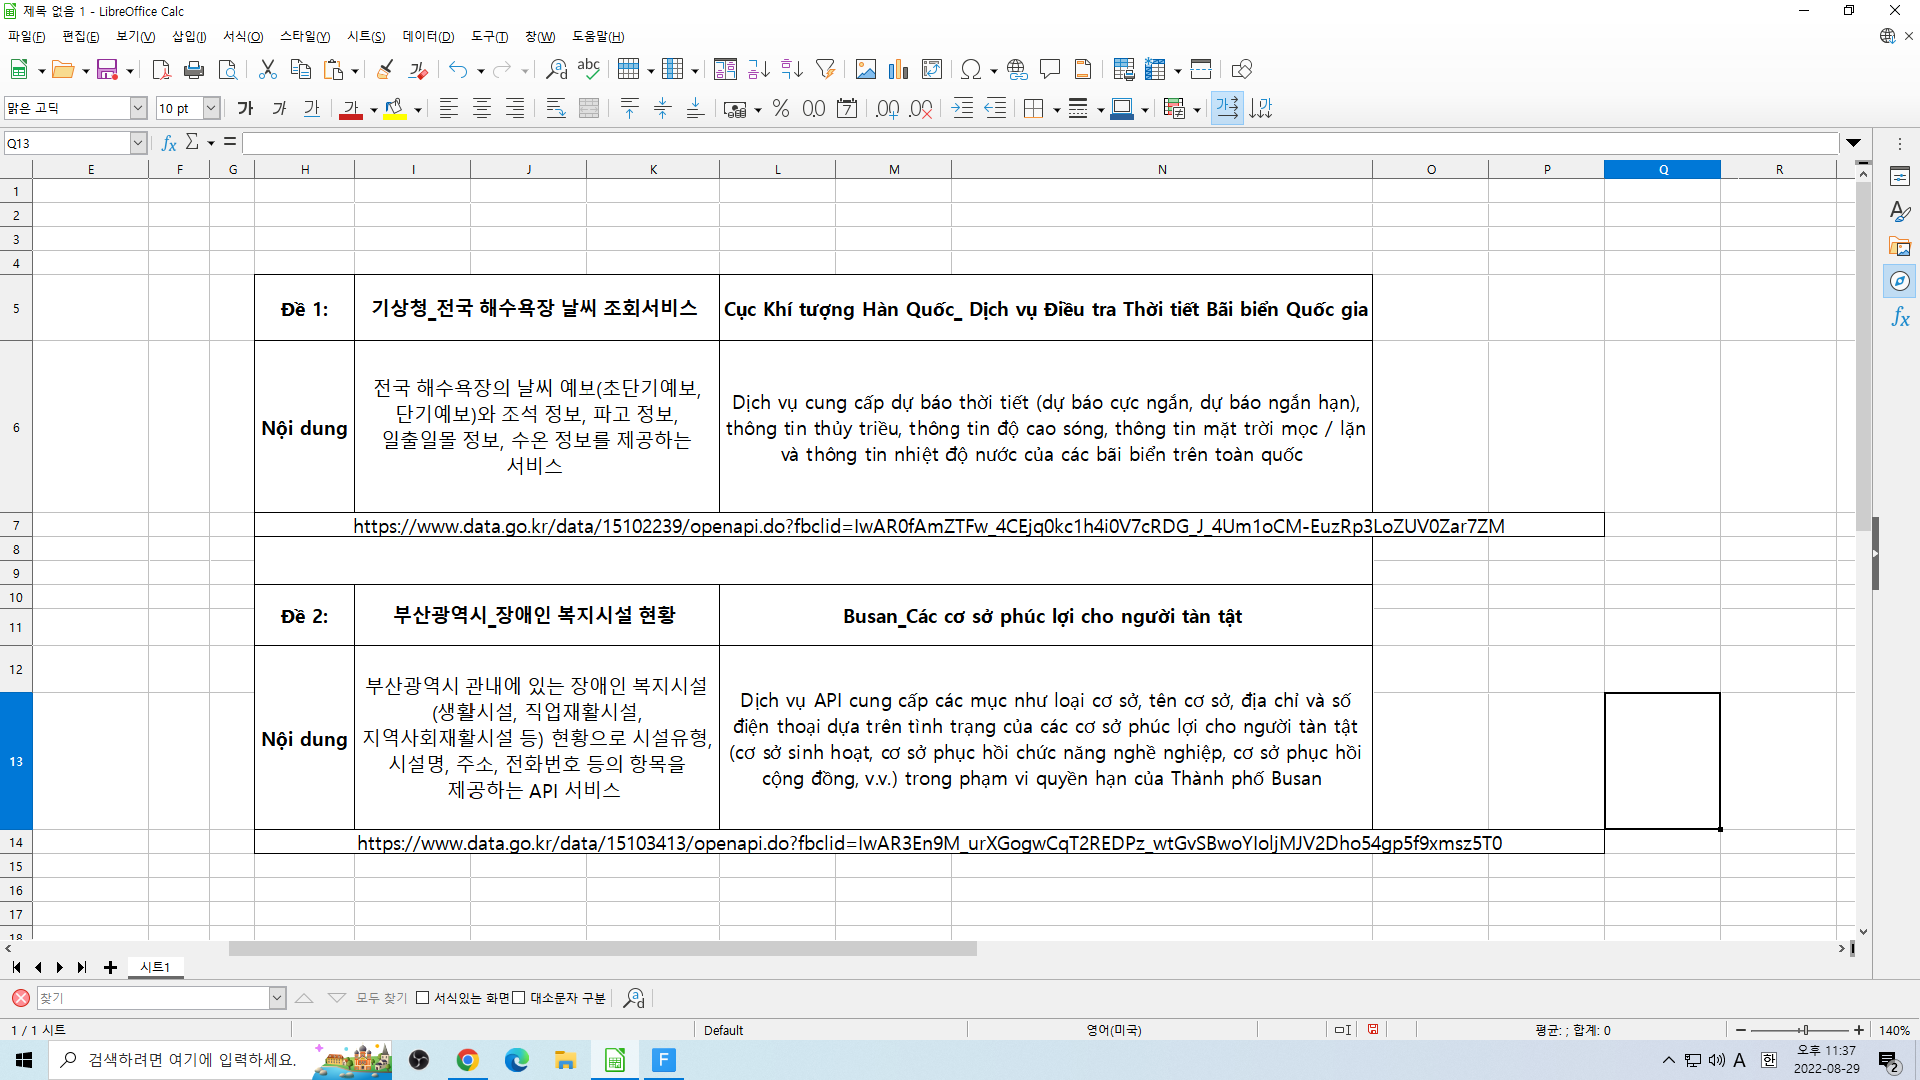 제목 없음 1 - LibreOffice Calc
파일(F) 편집(E) 보기(V) 삽입(I) 서식(O) 스타일(Y) 시트(S) 데이터(D) 도구(T) 창(W) 도움말(H)
맑은 고딕 10 pt
Q13
E F G H I J K L M N O P Q R
1
2
3
4
5
Đề 1: 기상청_전국 해수욕장 날씨 조회서비스 Cục Khí tượng Hàn Quốc_ Dịch vụ Điều tra Thời tiết Bãi biển Quốc gia
6
Nội dung
전국 해수욕장의 날씨 예보(초단기예보,
단기예보)와 조석 정보, 파고 정보,
일출일몰 정보, 수온 정보를 제공하는
서비스
Dịch vụ cung cấp dự báo thời tiết (dự báo cực ngắn, dự báo ngắn hạn),
thông tin thủy triều, thông tin độ cao sóng, thông tin mặt trời mọc / lặn
và thông tin nhiệt độ nước của các bãi biển trên toàn quốc
7
https://www.data.go.kr/data/15102239/openapi.do?fbclid=IwAR0fAmZTFw_4CEjq0kc1h4i0V7cRDG_J_4Um1oCM-EuzRp3LoZUV0Zar7ZM
8
9
10
11
Đề 2: 부산광역시_장애인 복지시설 현황 Busan_Các cơ sở phúc lợi cho người tàn tật
12
13
Nội dung
부산광역시 관내에 있는 장애인 복지시설
(생활시설, 직업재활시설,
지역사회재활시설 등) 현황으로 시설유형,
시설명, 주소, 전화번호 등의 항목을
제공하는 API 서비스
Dịch vụ API cung cấp các mục như loại cơ sở, tên cơ sở, địa chỉ và số
điện thoại dựa trên tình trạng của các cơ sở phúc lợi cho người tàn tật
(cơ sở sinh hoạt, cơ sở phục hồi chức năng nghề nghiệp, cơ sở phục hồi
cộng đồng, v.v.) trong phạm vi quyền hạn của Thành phố Busan
14
https://www.data.go.kr/data/15103413/openapi.do?fbclid=IwAR3En9M_urXGogwCqT2REDPz_wtGvSBwoYIoljMJV2Dho54gp5f9xmsz5T0
15
16
17
18
시트1
찾기 모두 찾기 서식있는 화면 대소문자 구분
1 / 1 시트 Default 영어(미국) 평균: ; 합계: 0 140%
검색하려면 여기에 입력하세요. F A 한 오후 11:37
2022-08-29 2